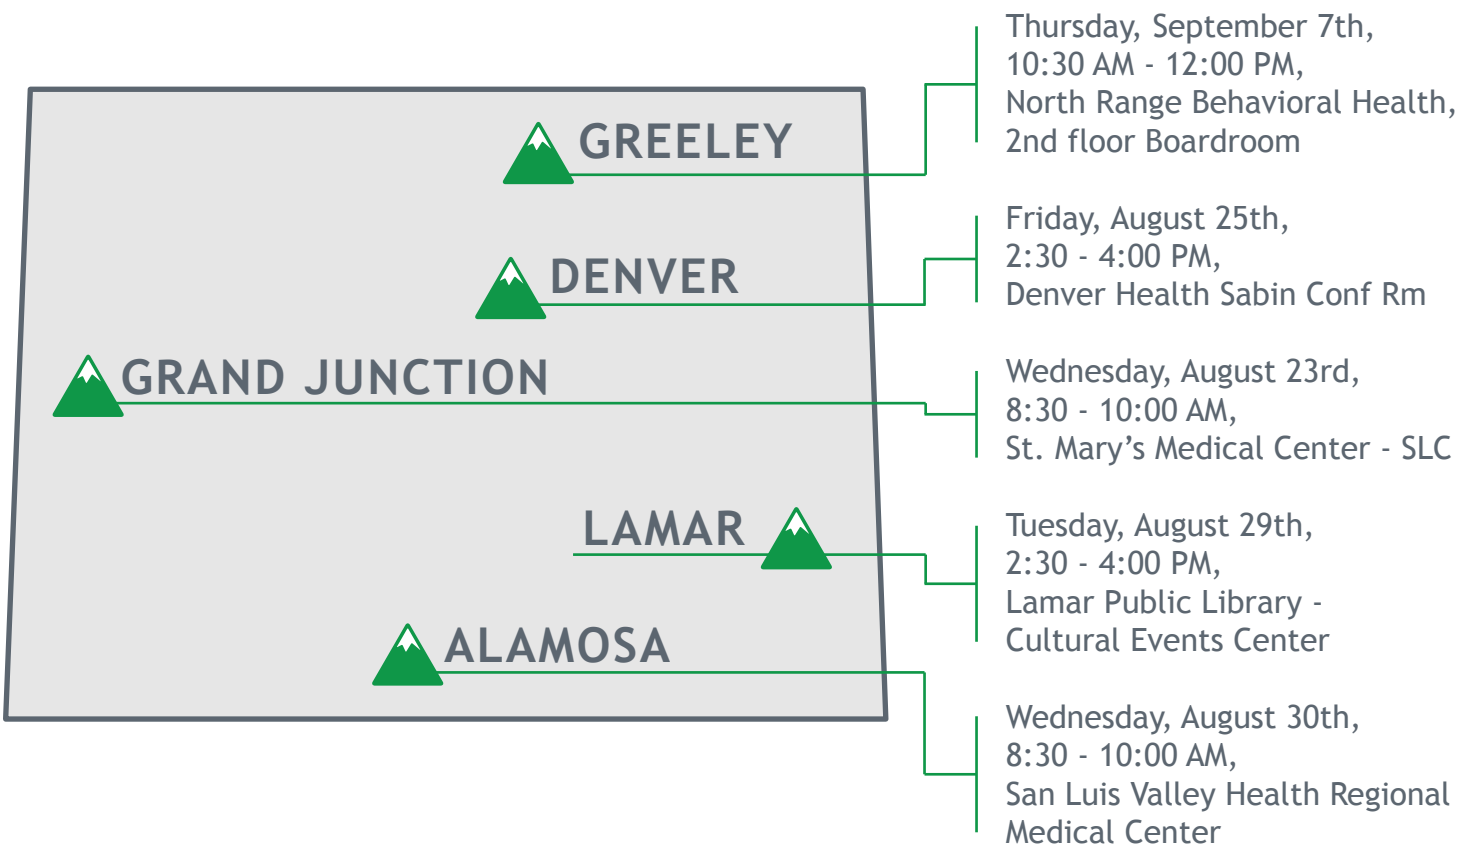 GREELEY
Thursday, September 7th,
10:30 AM - 12:00 PM,
North Range Behavioral Health,
2nd floor Boardroom
DENVER
Friday, August 25th,
2:30 - 4:00 PM,
Denver Health Sabin Conf Rm
GRAND JUNCTION
Wednesday, August 23rd,
8:30 - 10:00 AM,
St. Mary’s Medical Center - SLC
LAMAR
Tuesday, August 29th,
2:30 - 4:00 PM,
Lamar Public Library -
Cultural Events Center
ALAMOSA
Wednesday, August 30th,
8:30 - 10:00 AM,
San Luis Valley Health Regional
Medical Center